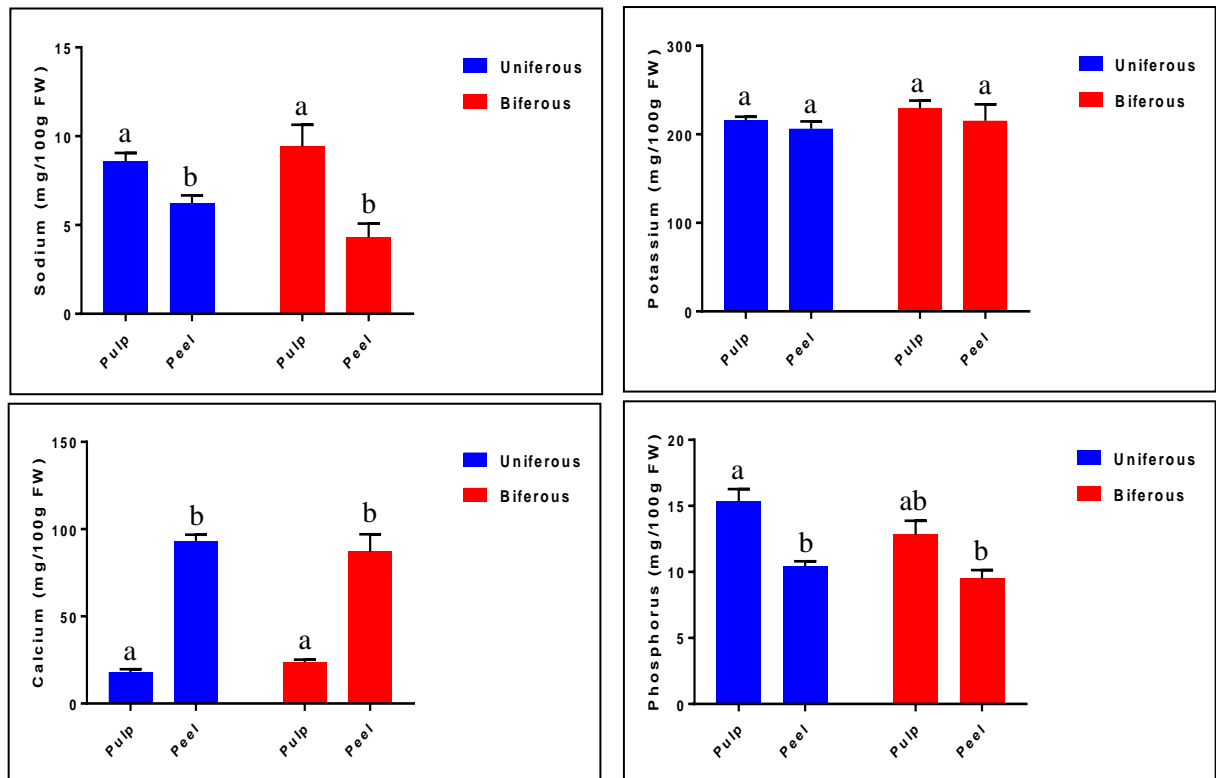 Sodium (mg/100g FW)
15
10
5
0
a
b
a
b
Pulp
Peel
Pulp
Peel
Uniferous
Biferous
Potassium (mg/100g FW)
300
200
100
0
a
a
a
a
Pulp
Peel
Pulp
Peel
Uniferous
Biferous
Calcium (mg/100g FW)
150
100
50
0
a
b
a
b
Pulp
Peel
Pulp
Peel
Uniferous
Biferous
Phosphorus (mg/100g FW)
20
15
10
5
0
a
b
ab
b
Pulp
Peel
Pulp
Peel
Uniferous
Biferous